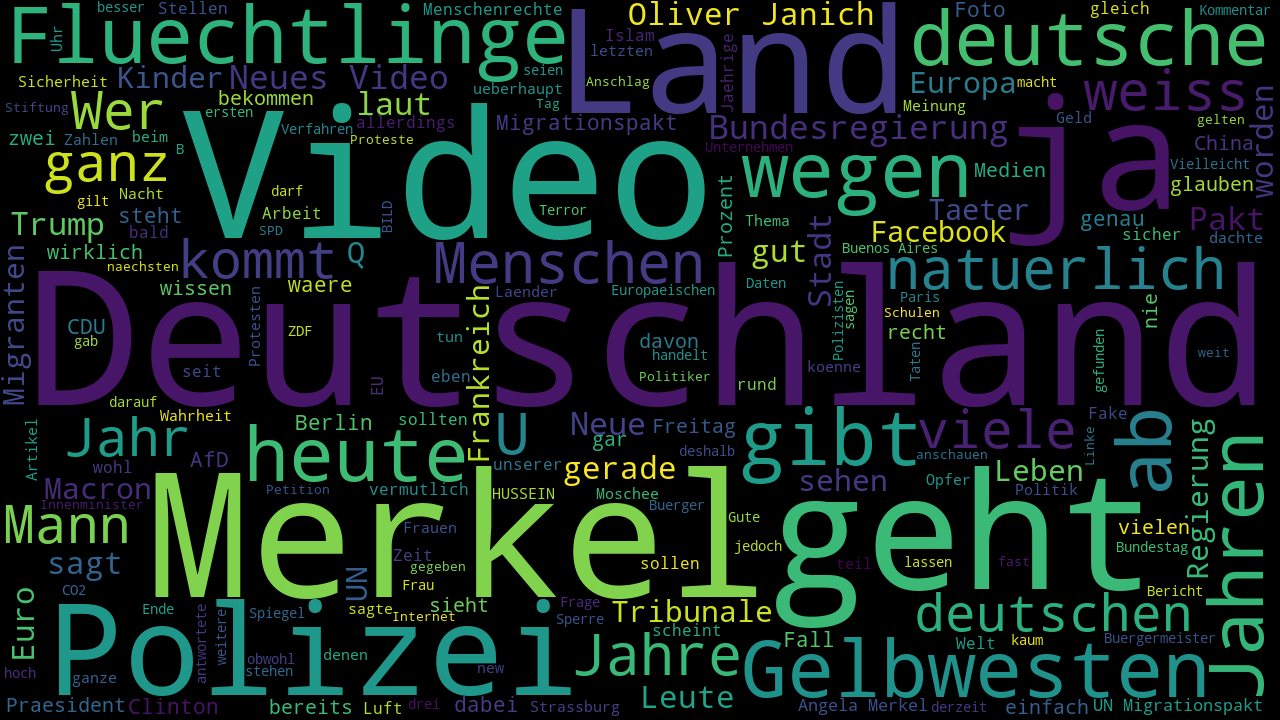 besser Stellen Menschenrechte Oliver Janich Foto gleich Kommentar
Fluechtlinge Land deutsche
Uhr Islam letzten
Sicherheit Kinder Neues Video seien Anschlag Jaehrige Europa macht weiss
Stiftung Wer bekommen laut ueberhaupt Tag Meinung Geld gelten
ersten Verfahren allerdings Migrationspakt Bundesregierung ja China worden
zwei Zahlen beim B Video Proteste Unternehmen
ganz wegen Medien Vielleicht glauben
gilt Nacht darf BILD Terror Prozent Taeter Pakt
Trump steht bald Arbeit SPD Thema Stadt Facebook genau sicher dachte
wirklich kommt Q Menschen gut Buenos Aires natuerlich
Migranten naechsten wissen waere Laender Europaeischen Daten Polizisten sagen Paris Schulen nie
Deutschland
CDU gab Protesten ZDF Frankreich tun davon handelt recht Taten gefunden weit
seit EU eben Politiker rund koenne
darauf Wahrheit Berlin sollten Neue Freitag gibt viele Fake ab
Artikel Jahr heute U gar deshalb anschauen Linke Regierung Jahren
wohl AfD unserer gerade sehen Opfer Leben
Macron Petition vermutlich HUSSEIN Moschee Buerger Politik
Innenminister Merkel geht
Mann Frauen Gute vielen
sagt Zeit gegeben sollen jedoch teil lassen fast Bundestag
CO2 UN Frau Bericht
Euro Ende antwortete weitere Spiegel sagte Internet sieht Frage Sperre Tribunale deutschen
Polizei scheint Fall Welt kaum Buergermeister
hoch ganze obwohl stehen denen new Jahre Gelbwesten
Praesident Clinton bereits Luft drei dabei Strassburg Leute Angela Merkel derzeit einfach UN Migrationspakt